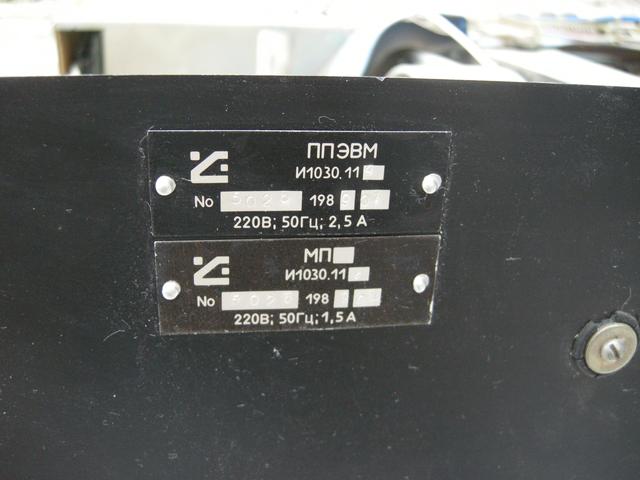 ППЭВМ
И1030.11
No 198
220В; 50Гц; 2,5 А
МП
И1030.11
No 198
220В; 50Гц; 1,5 А